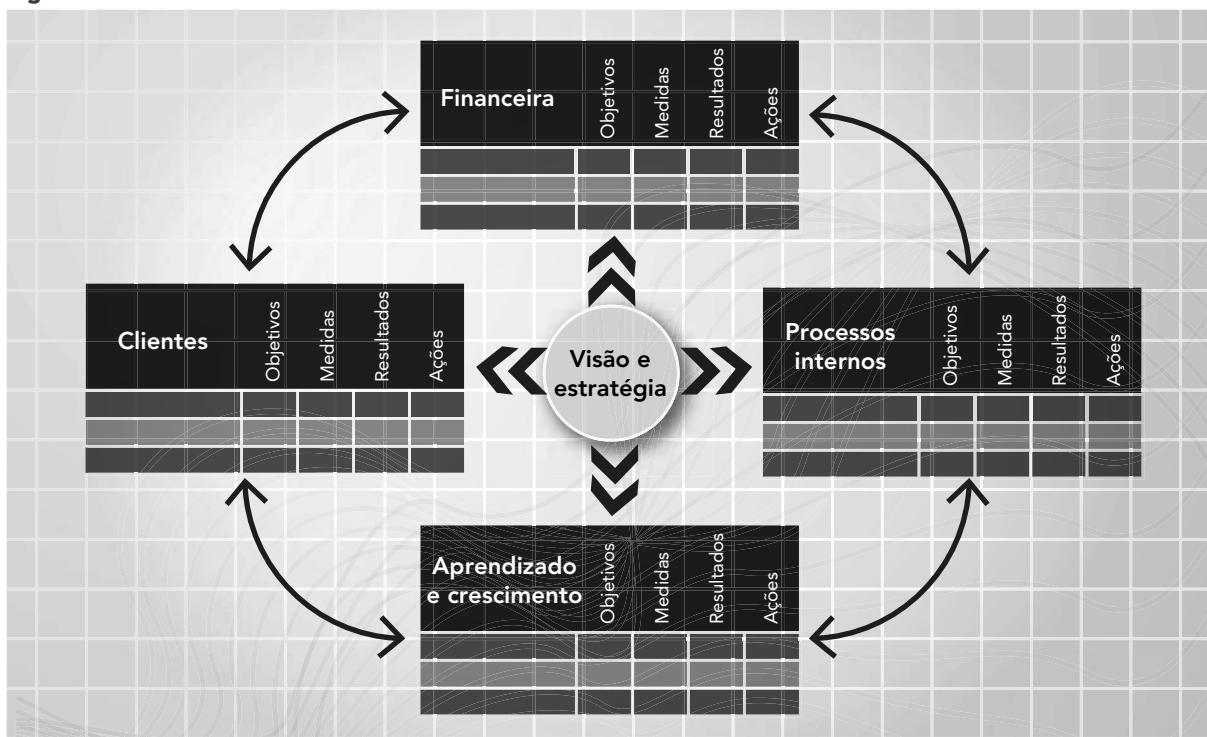 Financeira
Objetivos
Medidas
Resultados
Ações
Clientes
Objetivos
Medidas
Resultados
Ações
Visão e
estratégia
Processos
internos
Objetivos
Medidas
Resultados
Ações
Aprendizado
e crescimento
Objetivos
Medidas
Resultados
Ações